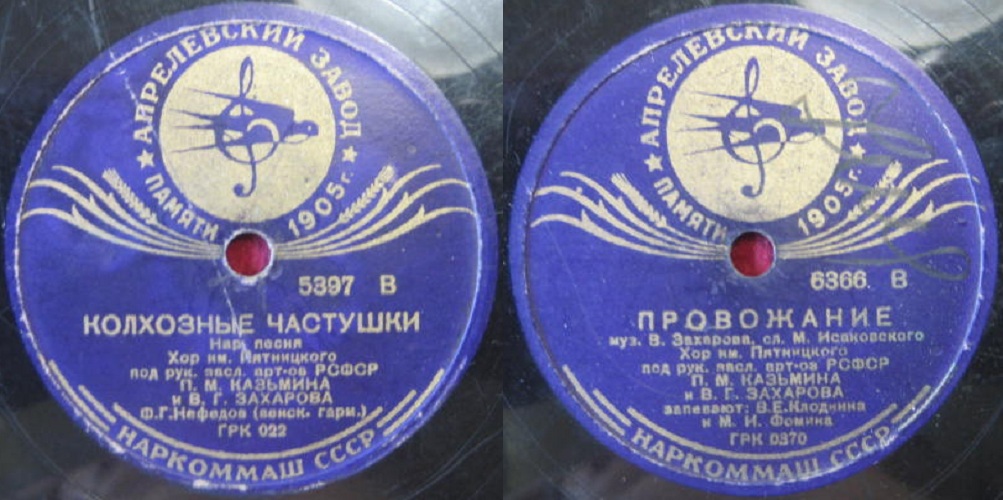 ★ АПРЕЛЕВСКИЙ ЗАВОД ★
ПАМЯТИ 1905 г.
5397 В
КОЛХОЗНЫЕ ЧАСТУШКИ
Нар. песня
Хор им. Пятницкого
под рук. засл. арт-ов РСФСР
П. М. КАЗЬМИНА
и В. Г. ЗАХАРОВА
Ф.Г.Нефедов (венск. гарм.)
ГРК 022
НАРКОММАШ СССР
★ АПРЕЛЕВСКИЙ ЗАВОД ★
ПАМЯТИ 1905 г.
6366 В
ПРОВОЖАНИЕ
муз. В. Захарова, сл. М. Исаковского
Хор им. Пятницкого
под рук. засл. арт-ов РСФСР
П. М. КАЗЬМИНА
и В. Г. ЗАХАРОВА
запевают: В.Е.Клоднина
и М. И. Фомина
ГРК 0370
НАРКОММАШ СССР